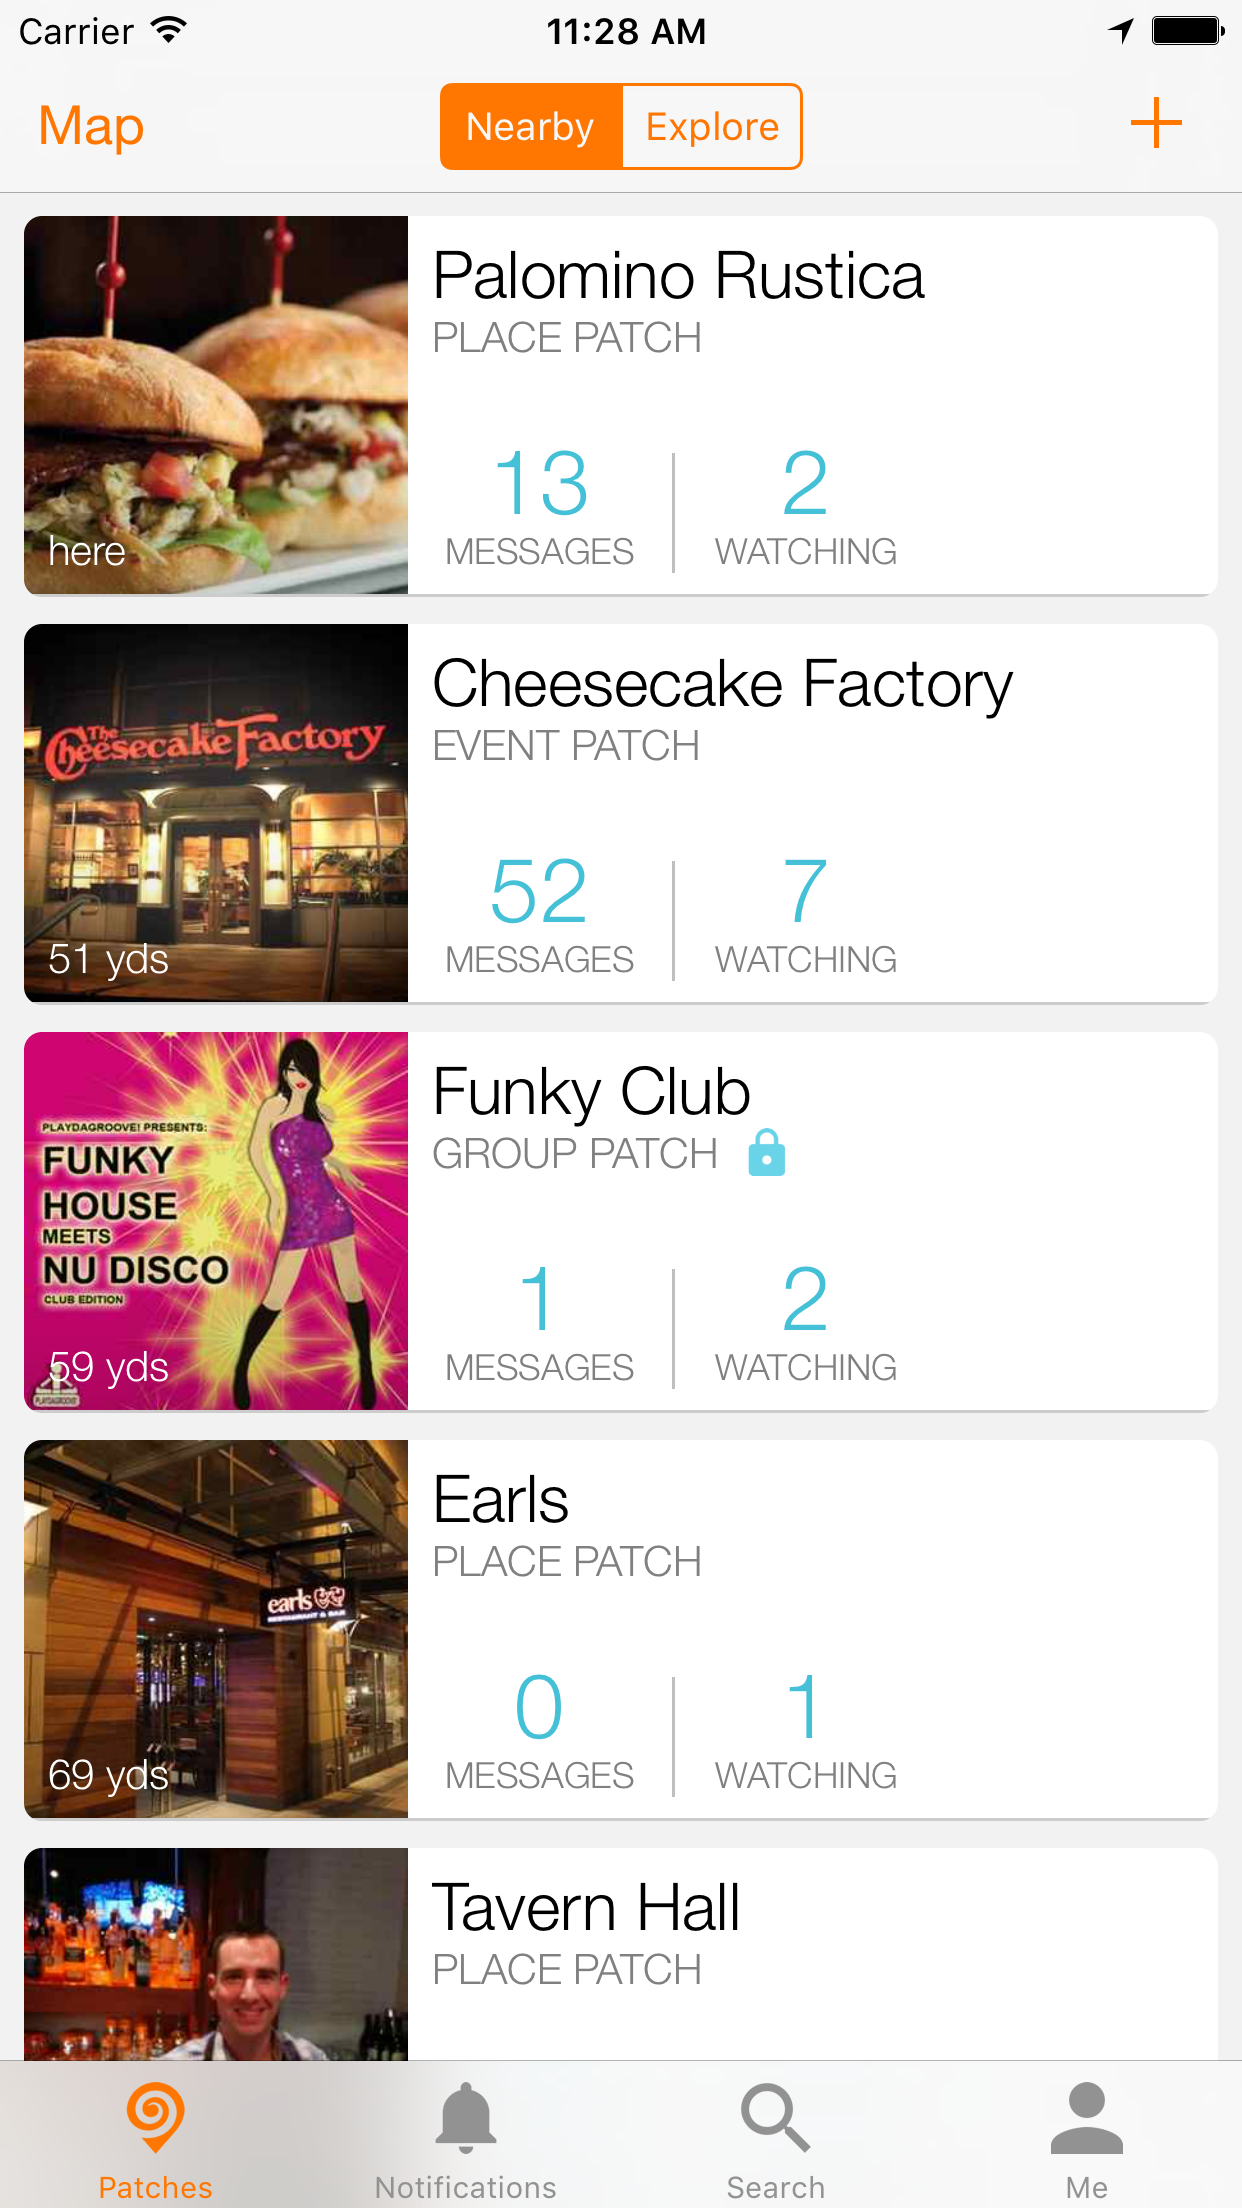 Carrier 11:28 AM
Map Nearby Explore
Palomino Rustica
PLACE PATCH
here
13 2
MESSAGES WATCHING
The
Cheesecake Factory
Cheesecake Factory
EVENT PATCH
51 yds
52 7
MESSAGES WATCHING
PLAYDAGROOVE! PRESENTS:
FUNKY
HOUSE
MEETS
NU DISCO
CLUB EDITION
59 yds
Funky Club
GROUP PATCH
1 2
MESSAGES WATCHING
earls
RESTAURANT & BAR
69 yds
Earls
PLACE PATCH
0 1
MESSAGES WATCHING
Tavern Hall
PLACE PATCH
Patches Notifications Search Me